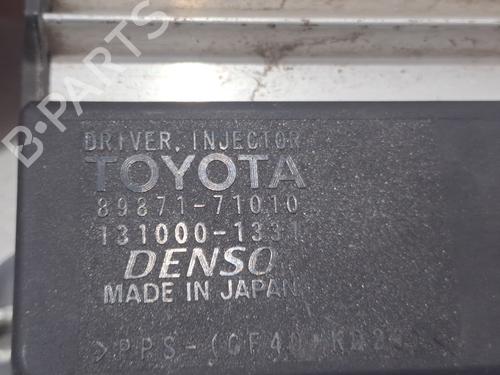 B-PARTS
DRIVER, INJECTOR
TOYOTA
89871-71010
131000-1331
DENSO
MADE IN JAPAN